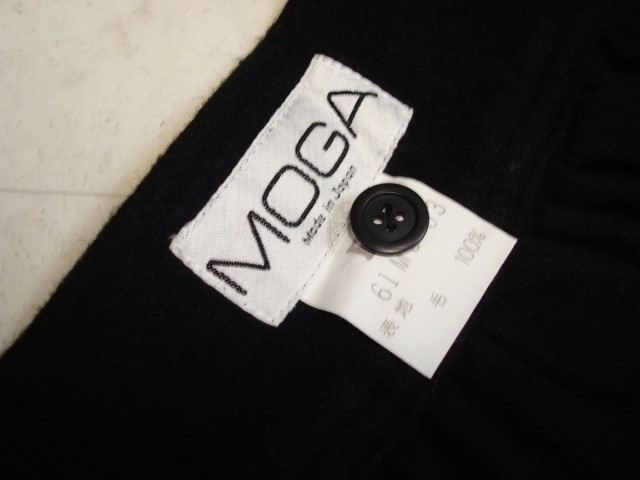 MOGA
Made in Japan
61 M
表地 毛 100%